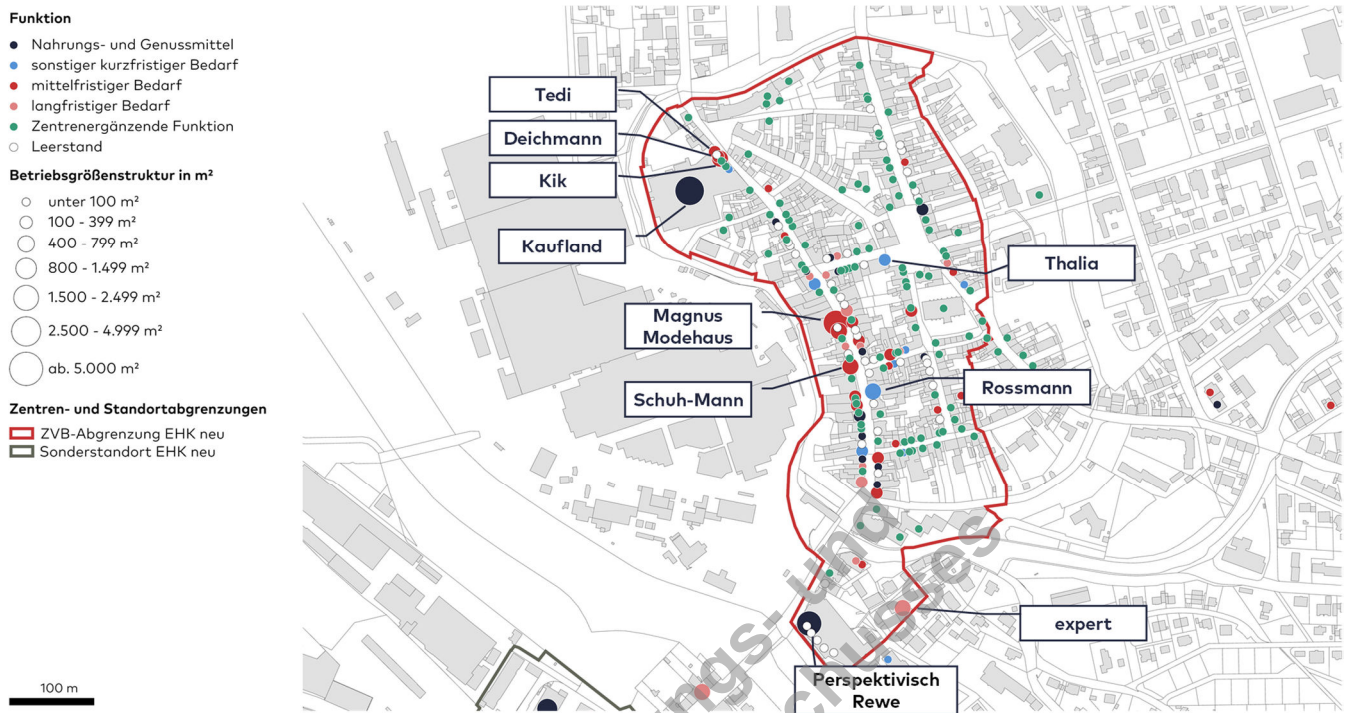 Funktion
Nahrungs- und Genussmittel
sonstiger kurzfristiger Bedarf
mittelfristiger Bedarf
langfristiger Bedarf
Zentrenergänzende Funktion
Leerstand
Betriebsgrößenstruktur in m²
unter 100 m²
100 - 399 m²
400 - 799 m²
800 - 1.499 m²
1.500 - 2.499 m²
2.500 - 4.999 m²
ab. 5.000 m²
Zentren- und Standortabgrenzungen
ZVB-Abgrenzung EHK neu
Sonderstandort EHK neu
100 m
Tedi
Deichmann
Kik
Kaufland
Thalia
Magnus
Modehaus
Schuh-Mann
Rossmann
expert
Perspektivisch
Rewe
ngs- und
chusses